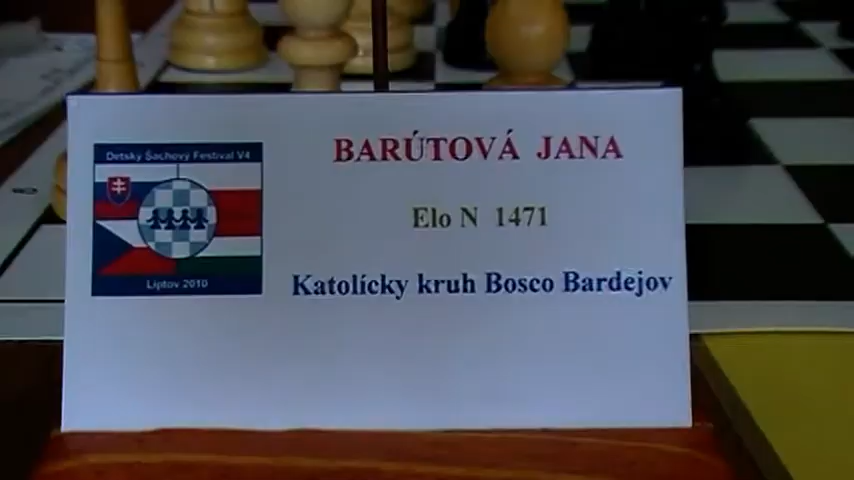 Detský Šachový Festival V4
Liptov 2010
BARÚTOVÁ JANA
Elo N 1471
Katolícky kruh Bosco Bardejov